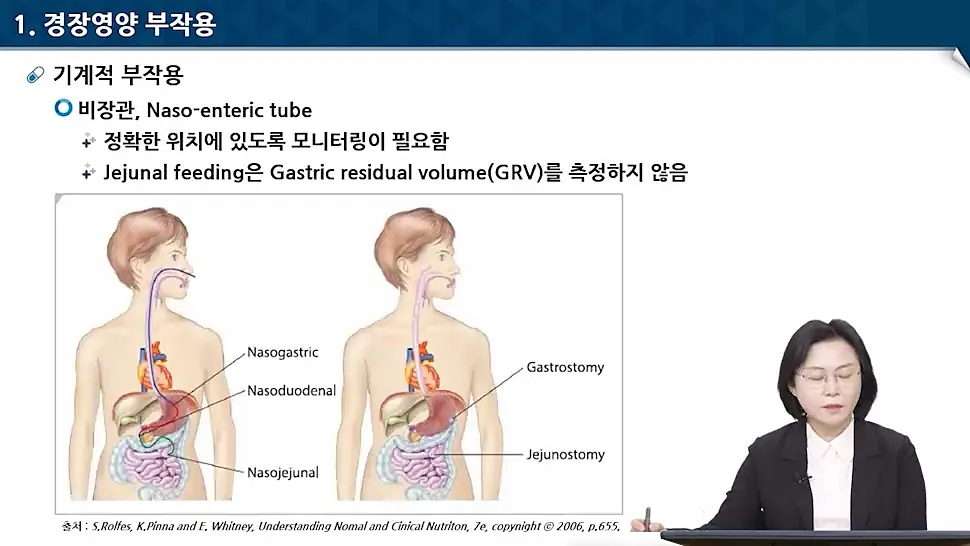 1. 경장영양 부작용
기계적 부작용
비장관, Naso-enteric tube
정확한 위치에 있도록 모니터링이 필요함
Jejunal feeding은 Gastric residual volume(GRV)를 측정하지 않음
Nasogastric
Nasoduodenal
Nasojejunal
Gastrostomy
Jejunostomy
출처 : S.Rolfes, K.Pinna and E. Whitney, Understanding Nomal and Cinical Nutriton, 7e, copynight © 2006, p.655.